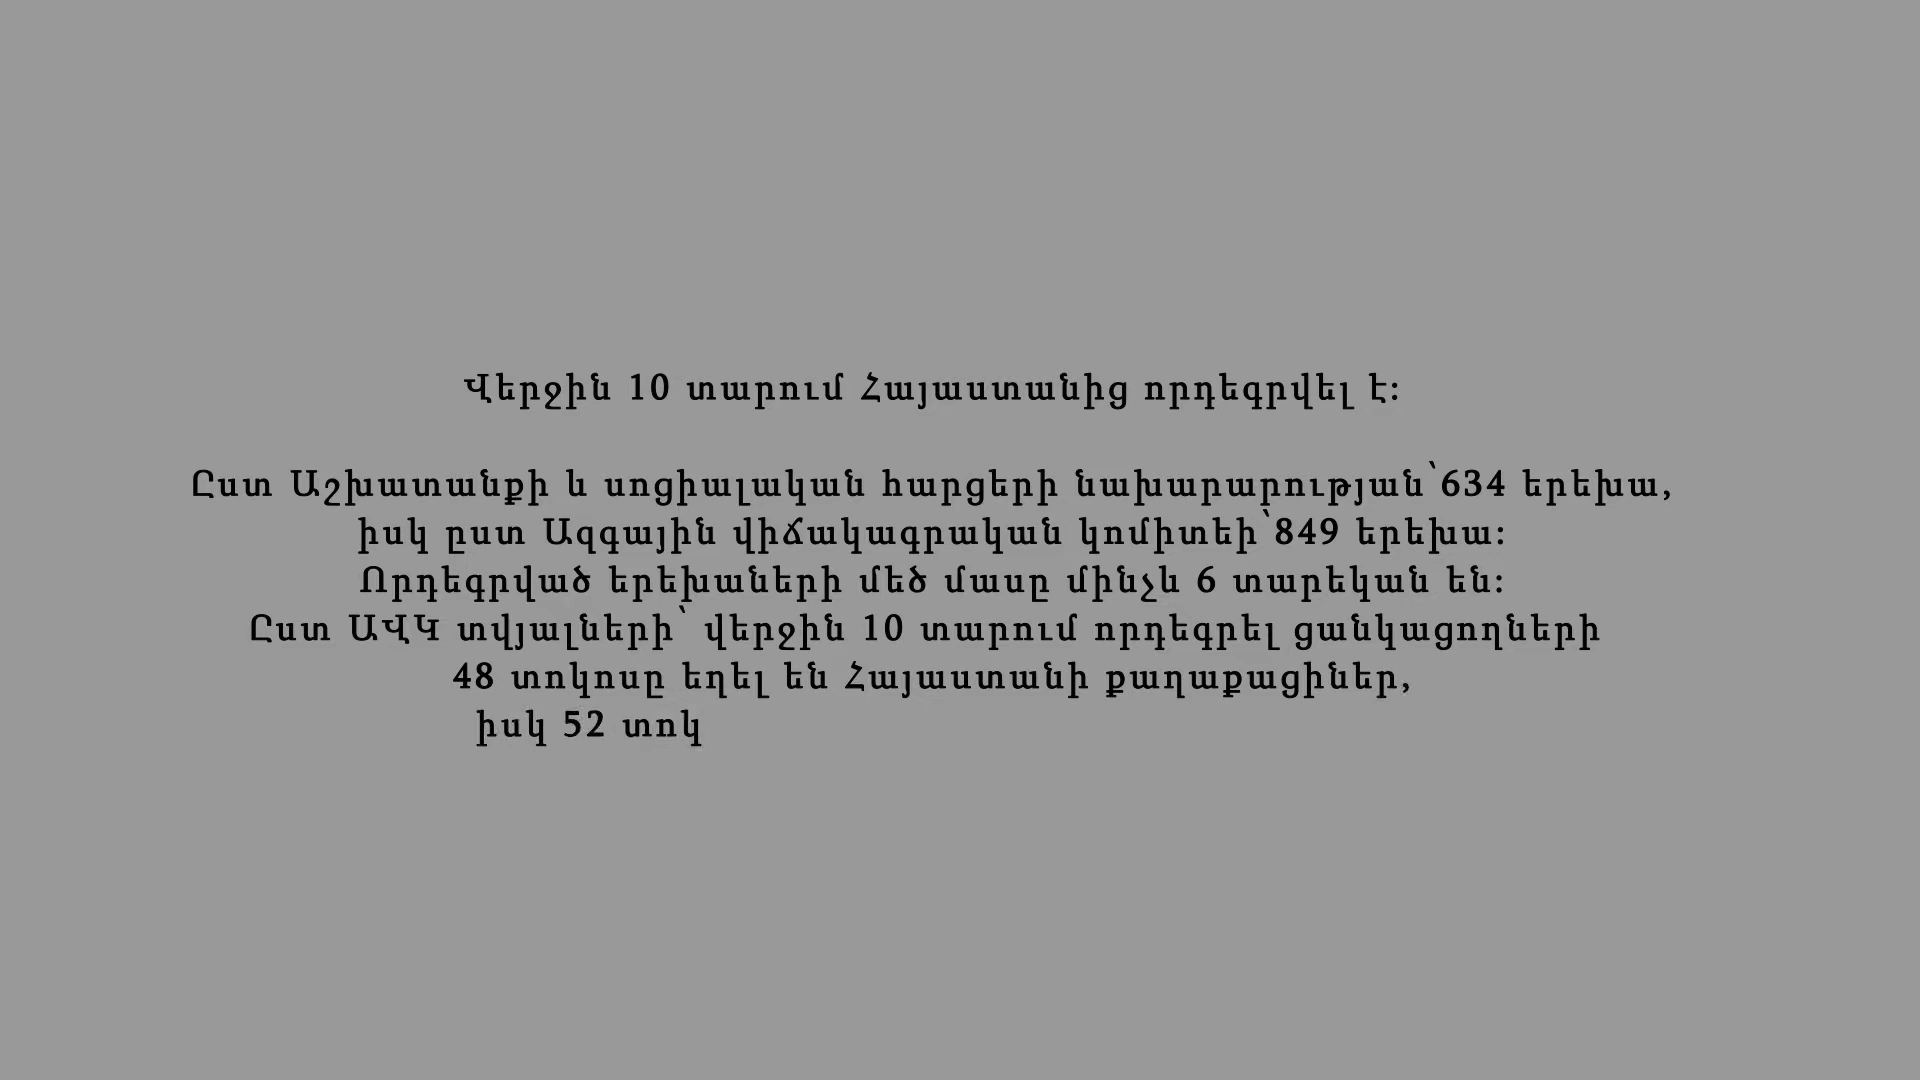 Վերջին 10 տարում Հայաստանից որդեգրվել է:
Ըստ Աշխատանքի և սոցիալական հարցերի նախարարության՝634 երեխա,
իսկ ըստ Ազգային վիճակագրական կոմիտեի՝849 երեխա:
Որդեգրված երեխաների մեծ մասը մինչև 6 տարեկան են:
Ըստ ԱՎԿ տվյալների՝ վերջին 10 տարում որդեգրել ցանկացողների
48 տոկոսը եղել են Հայաստանի քաղաքացիներ,
իսկ 52 տոկ